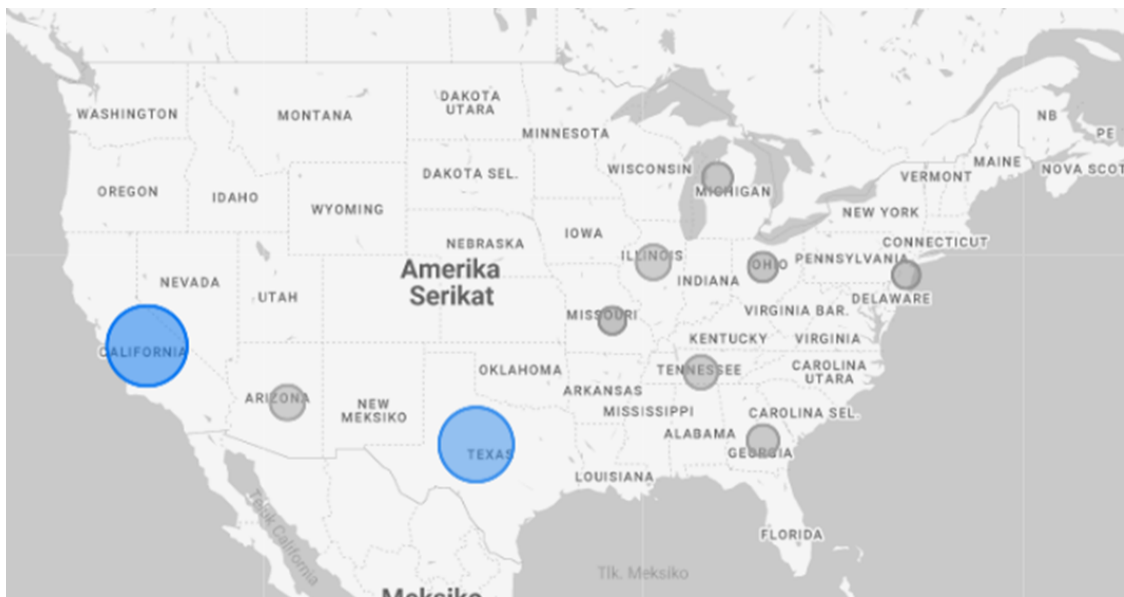 WASHINGTON
MONTANA
DAKOTA
UTARA
MINNESOTA
NB
PE
OREGON
IDAHO
WYOMING
DAKOTA SEL.
WISCONSIN
MICHIGAN
VERMONT
MAINE
NOVA SCOT
NEW YORK
NEBRASKA
IOWA
CONNECTICUT
NEVADA
UTAH
Amerika
Serikat
ILLINOIS
INDIANA
OHIO
PENNSYLVANIA
DELAWARE
MISSOURI
VIRGINIA BAR.
KENTUCKY
VIRGINIA
CALIFORNIA
OKLAHOMA
TENNESSEE
CAROLINA
UTARA
ARIZONA
NEW
MEKSIKO
ARKANSAS
MISSISSIPPI
CAROLINA SEL.
ALABAMA
GEORGIA
TEXAS
LOUISIANA
FLORIDA
Teluk California
Tlk. Meksiko
Meksiko